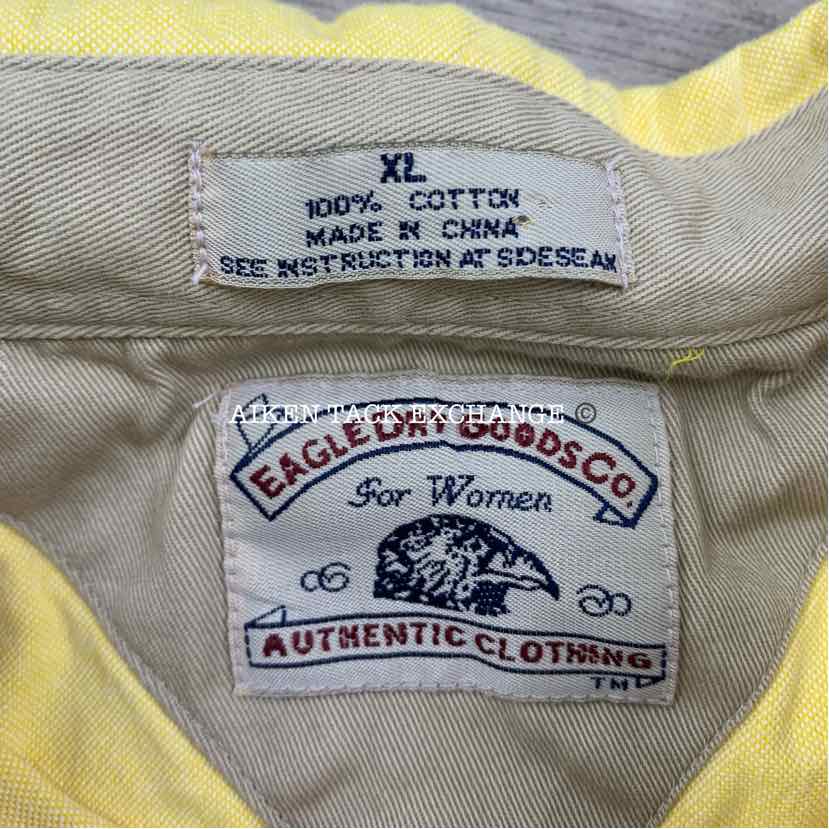 XL
100% COTTON
MADE IN CHINA
SEE INSTRUCTION AT SIDESEAM
AIKEN TACK EXCHANGE ©
EAGLE DRY GOODS CO.
For Women
AUTHENTIC CLOTHING
TM